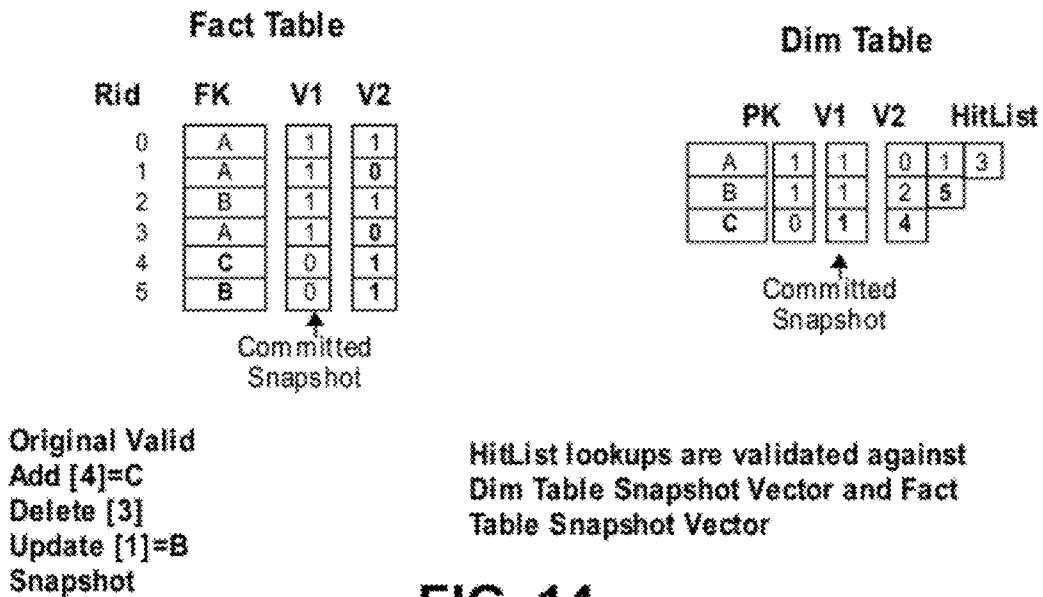 Fact Table
Rid FK V1 V2
0 A 1 1
1 A 1 0
2 B 1 1
3 A 1 0
4 C 0 1
5 B 0 1
Committed
Snapshot
Dim Table
PK V1 V2 HitList
A 1 1 0 1 3
B 1 1 2 5
C 0 1 4
Committed
Snapshot
Original Valid
Add [4]=C
Delete [3]
Update [1]=B
Snapshot
HitList lookups are validated against
Dim Table Snapshot Vector and Fact
Table Snapshot Vector